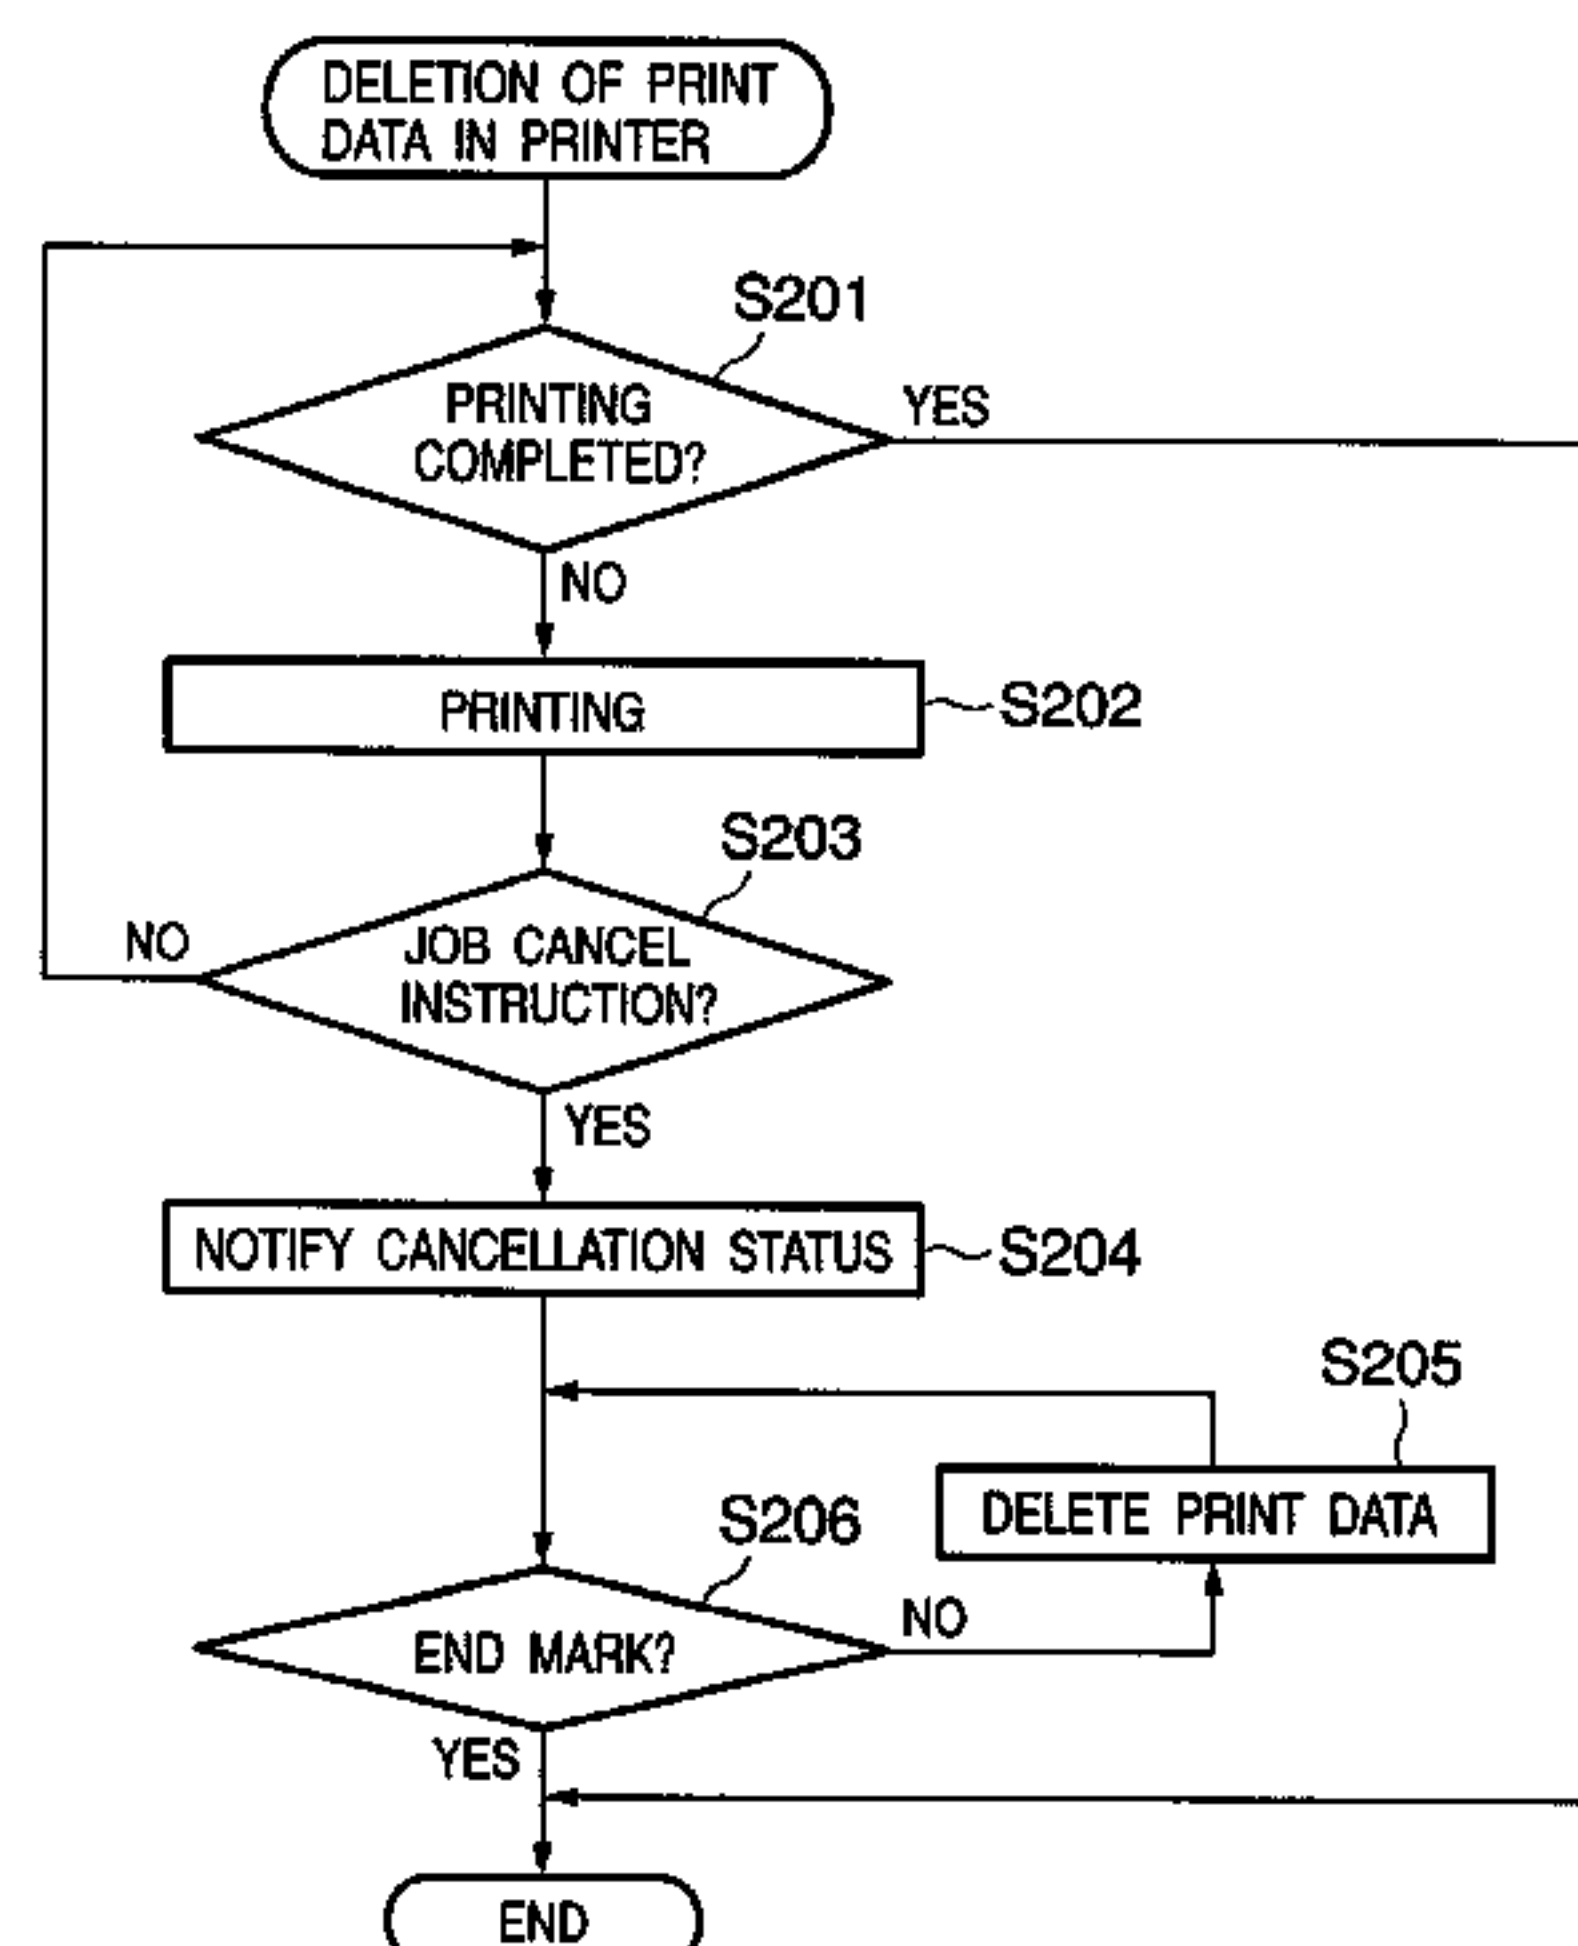 DELETION OF PRINT
DATA IN PRINTER
S201
PRINTING
COMPLETED?
YES
NO
PRINTING
S202
S203
NO
JOB CANCEL
INSTRUCTION?
YES
NOTIFY CANCELLATION STATUS
S204
S205
DELETE PRINT DATA
S206
END MARK?
NO
YES
END